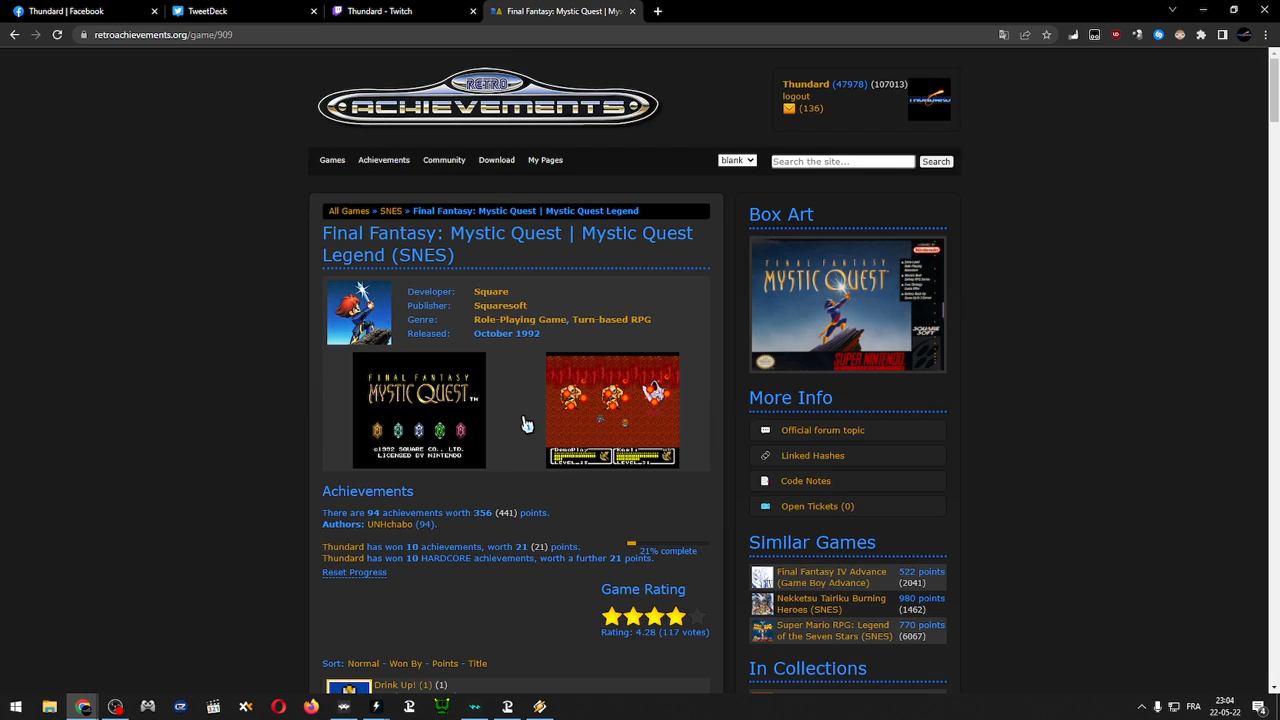 Thundard | Facebook
TweetDeck
Thundard - Twitch
Final Fantasy: Mystic Quest | My
retroachievements.org/game/909
RETRO
ACHIEVEMENTS
Thundard (47978) (107013)
logout
(136)
THUNDARD
Games
Achievements
Community
Download
My Pages
blank
Search the site...
Search
All Games » SNES » Final Fantasy: Mystic Quest | Mystic Quest Legend
Final Fantasy: Mystic Quest | Mystic Quest
Legend (SNES)
Developer: Square
Publisher: Squaresoft
Genre: Role-Playing Game, Turn-based RPG
Released: October 1992
FINAL FANTASY
MYSTIC QUEST™
©1992 SQUARE CO., LTD.
LICENSED BY NINTENDO
Achievements
There are 94 achievements worth 356 (441) points.
Authors: UNHchabo (94).
Thundard has won 10 achievements, worth 21 (21) points.
21% complete
Thundard has won 10 HARDCORE achievements, worth a further 21 points.
Reset Progress
Game Rating
Rating: 4.28 (117 votes)
Sort: Normal - Won By - Points - Title
Drink Up! (1) (1)
Box Art
FINAL FANTASY
MYSTIC QUEST
Nintendo
SQUARE SOFT
SUPER NINTENDO
More Info
Official forum topic
Linked Hashes
Code Notes
Open Tickets (0)
Similar Games
Final Fantasy IV Advance
(Game Boy Advance)
522 points
(2041)
Nekketsu Tairiku Burning
Heroes (SNES)
980 points
(1462)
Super Mario RPG: Legend
of the Seven Stars (SNES)
770 points
(6067)
In Collections
FRA
23:04
22-05-22